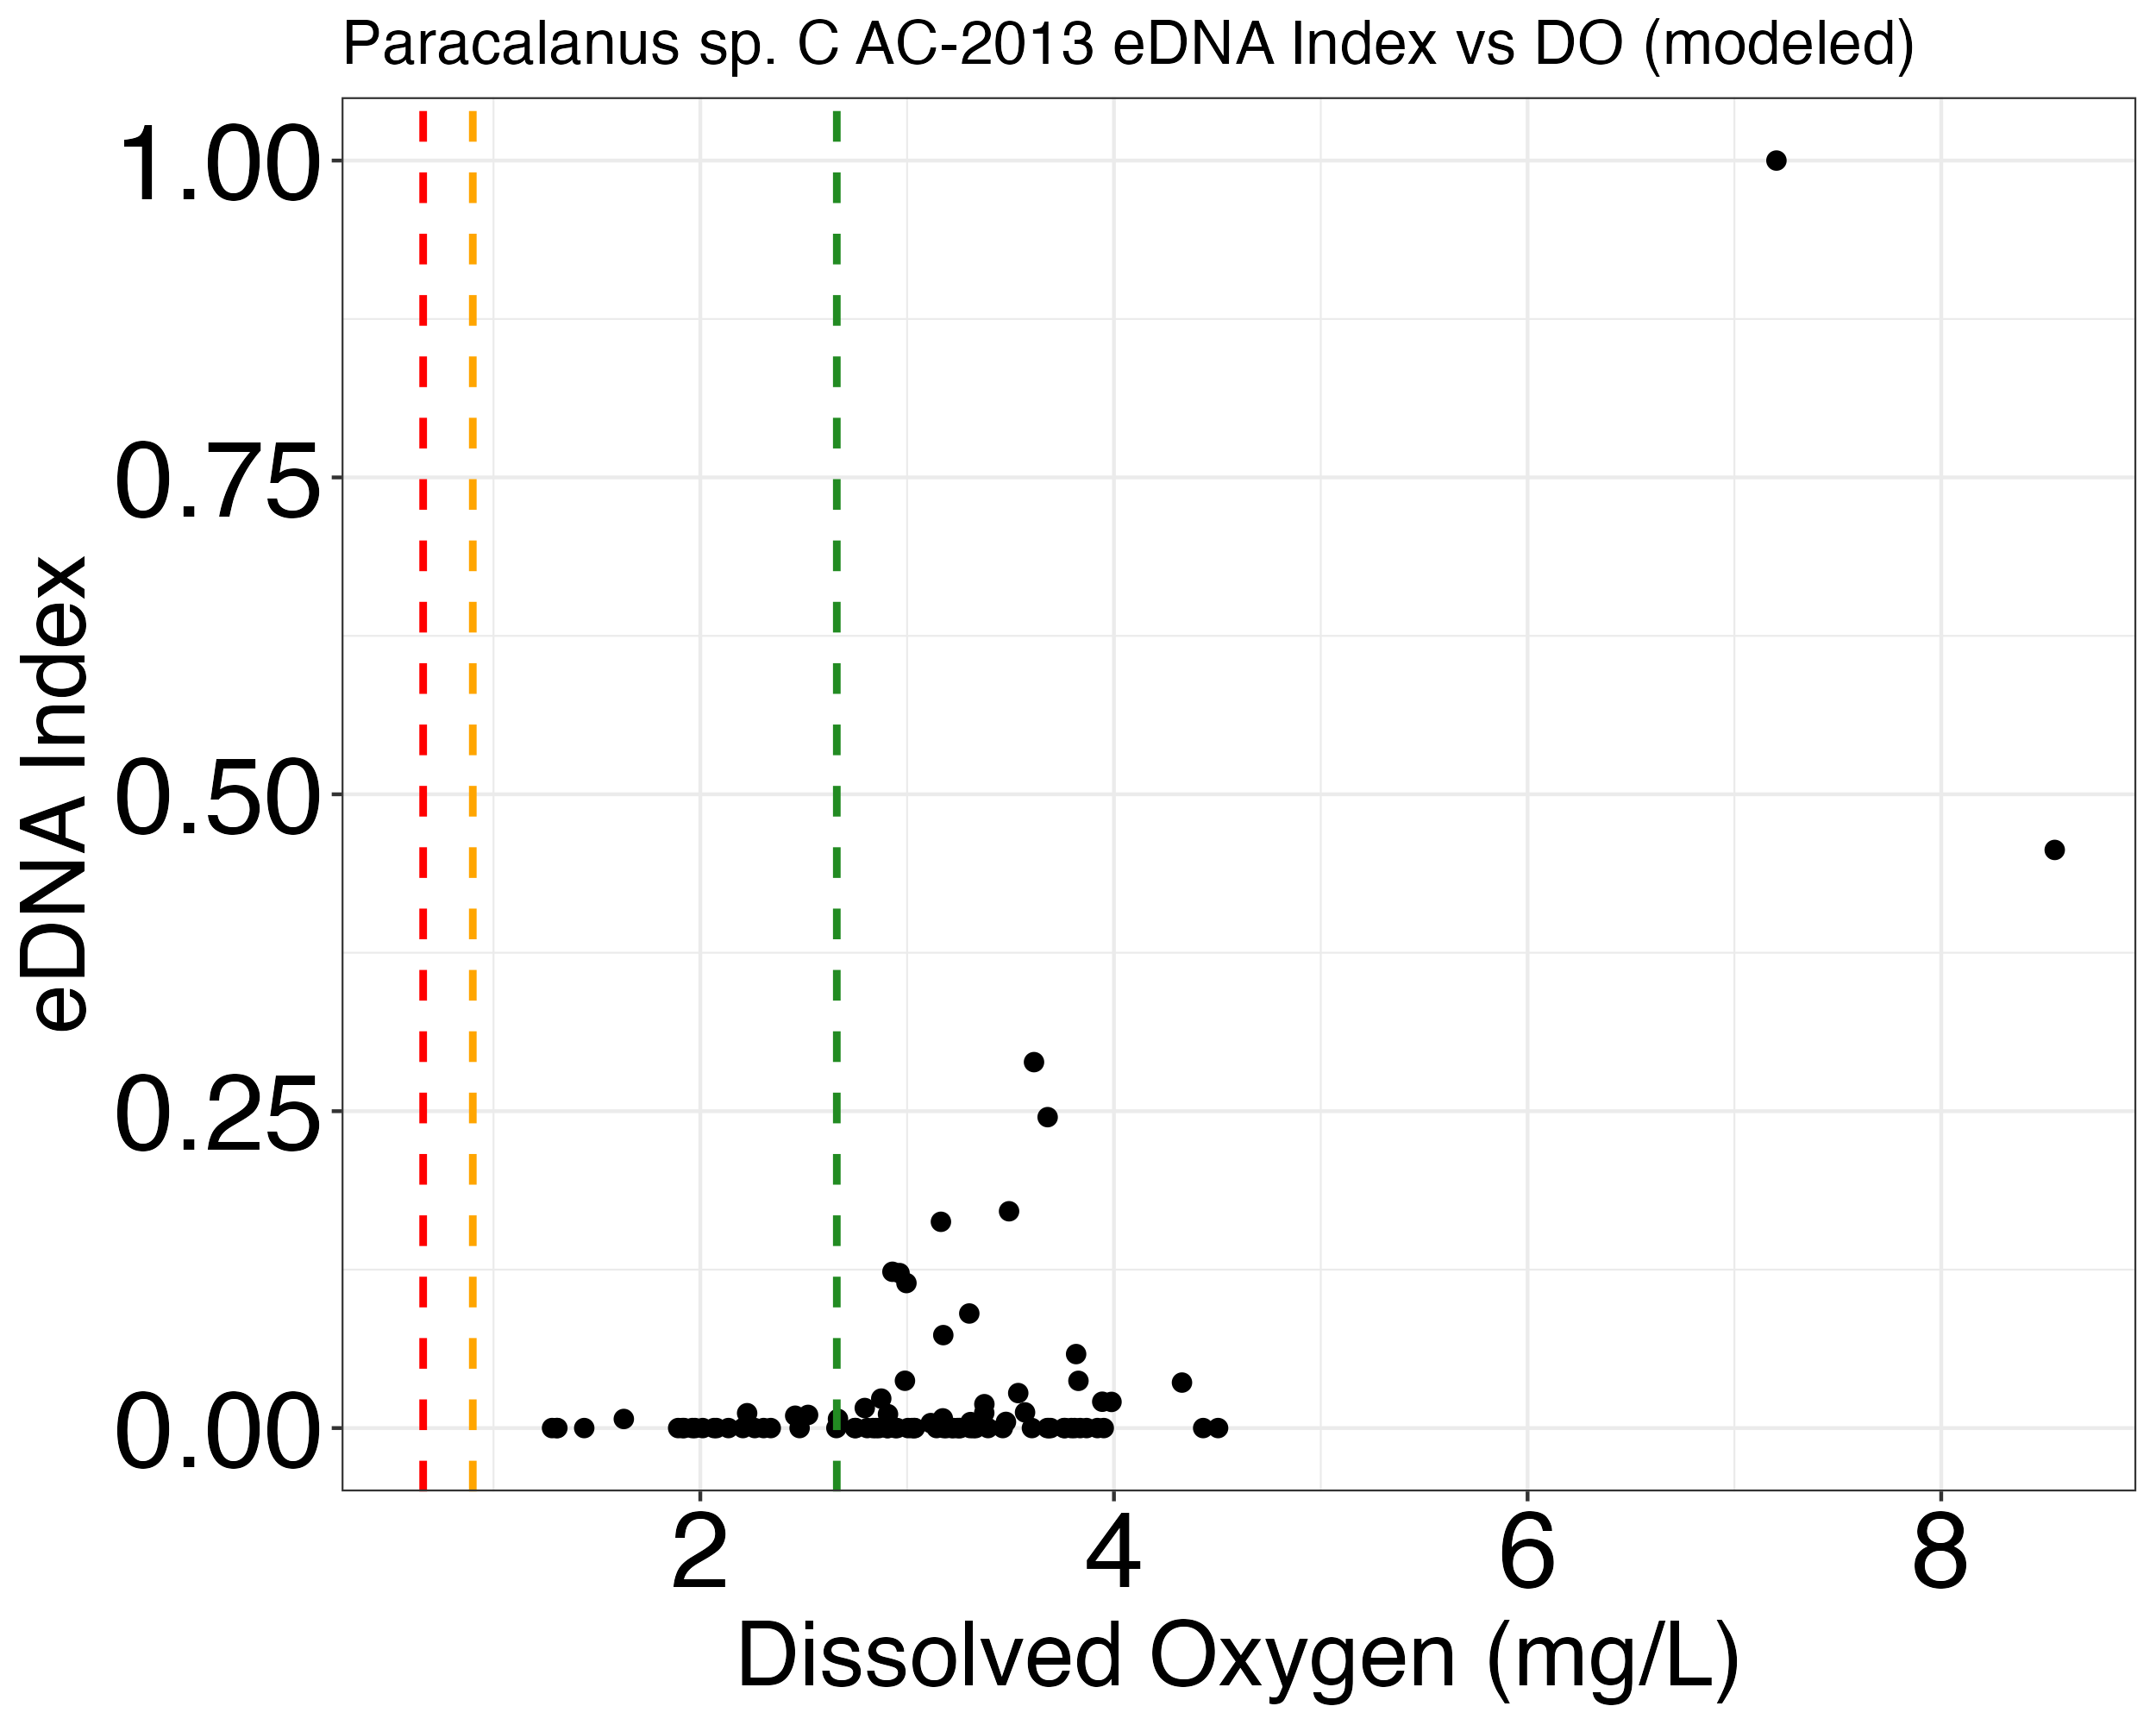 Paracalanus sp. C AC-2013 eDNA Index vs DO (modeled)
1.00
0.75
0.50
0.25
0.00
eDNA Index
2 4 6 8
Dissolved Oxygen (mg/L)